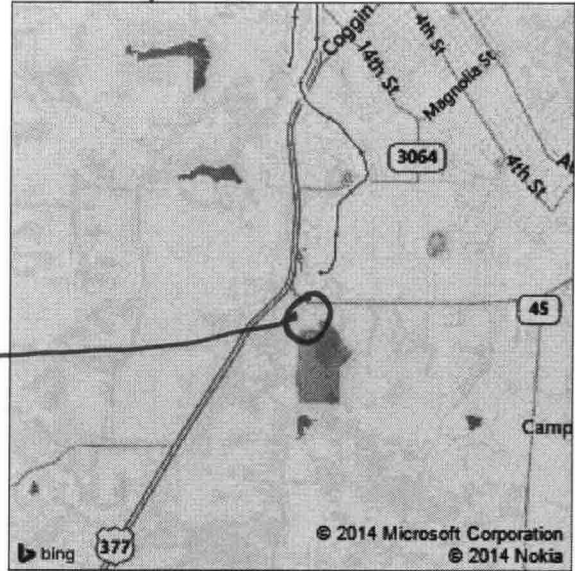 Coggin
14th St
4th St
Magnolia St
3064
4th St
45
Camp
377
© 2014 Microsoft Corporation
bing
© 2014 Nokia